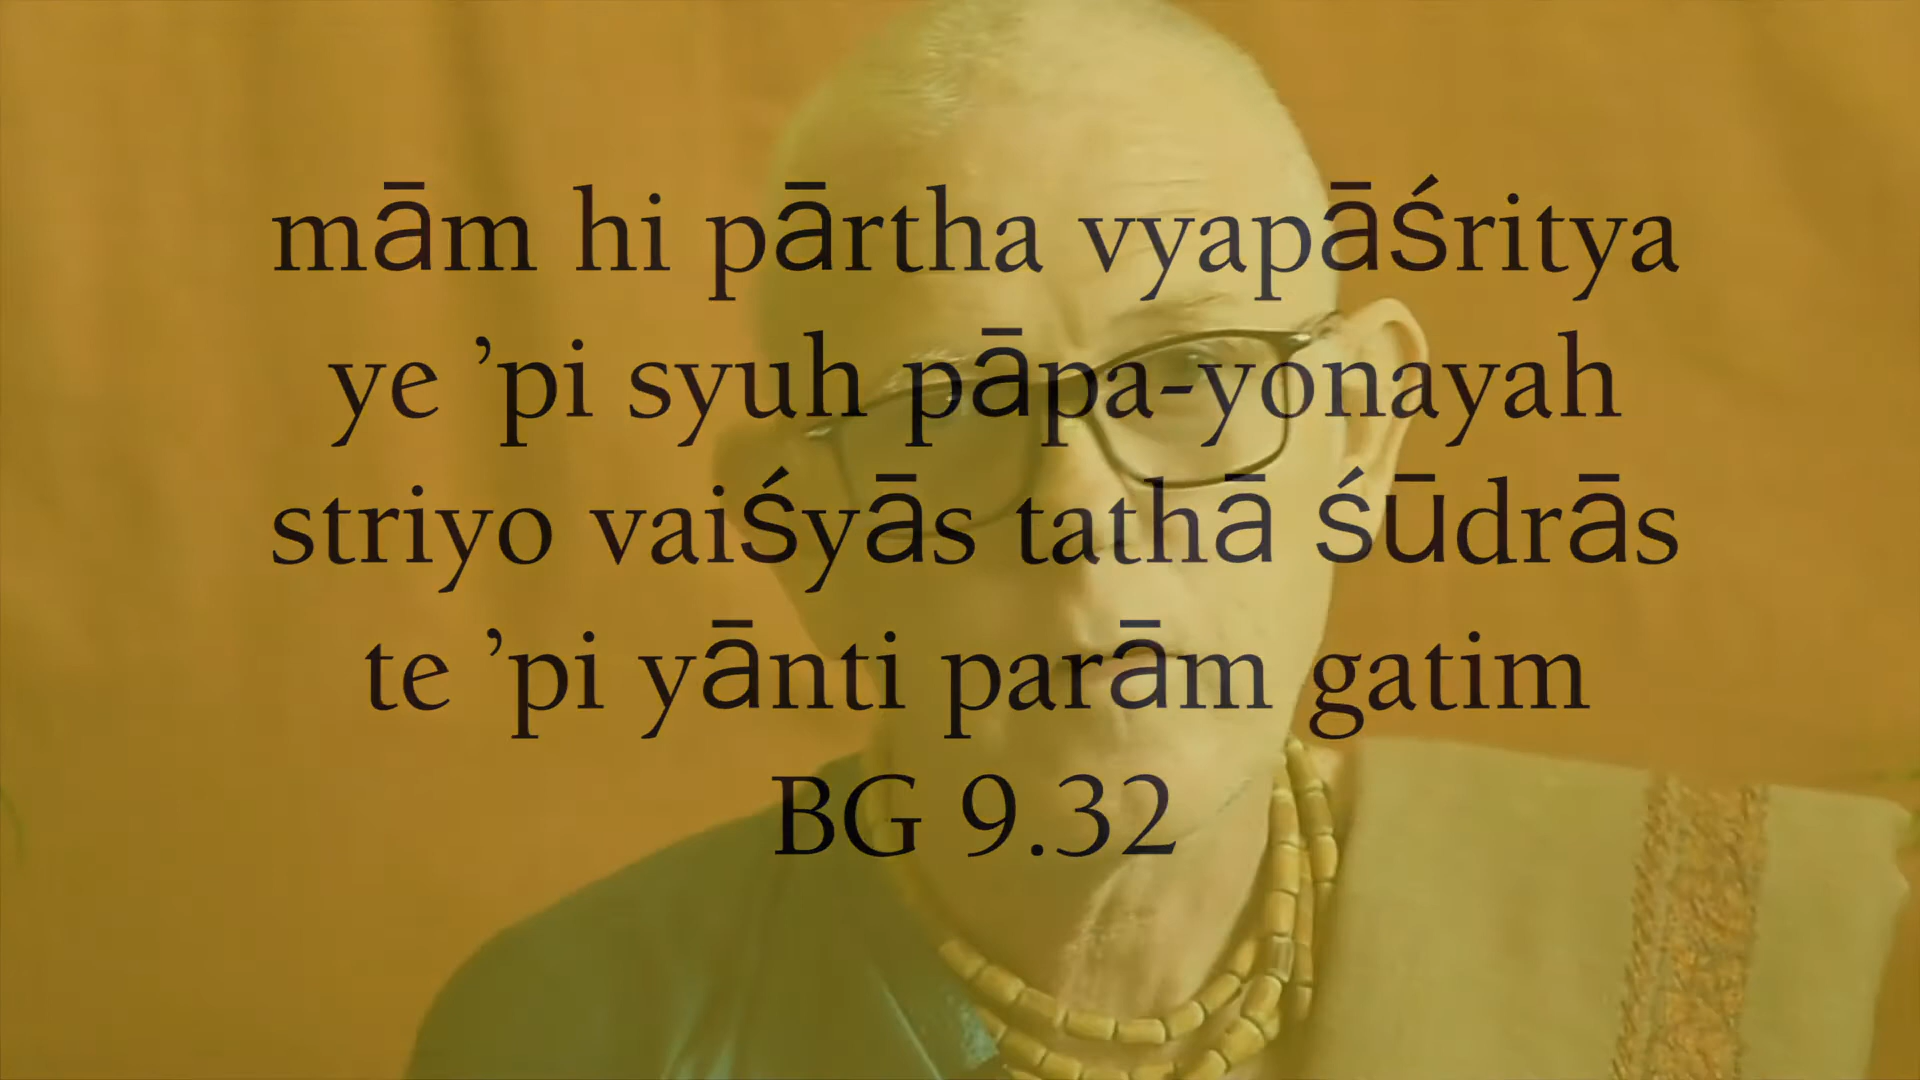 mām hi pārtha vyapāśritya
ye ’pi syuh pāpa-yonayah
striyo vaiśyās tathā śūdrās
te ’pi yānti parām gatim
BG 9.32